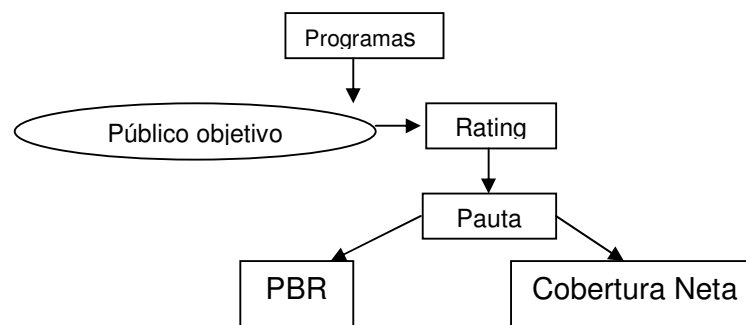 Programas
Público objetivo
Rating
Pauta
PBR
Cobertura Neta